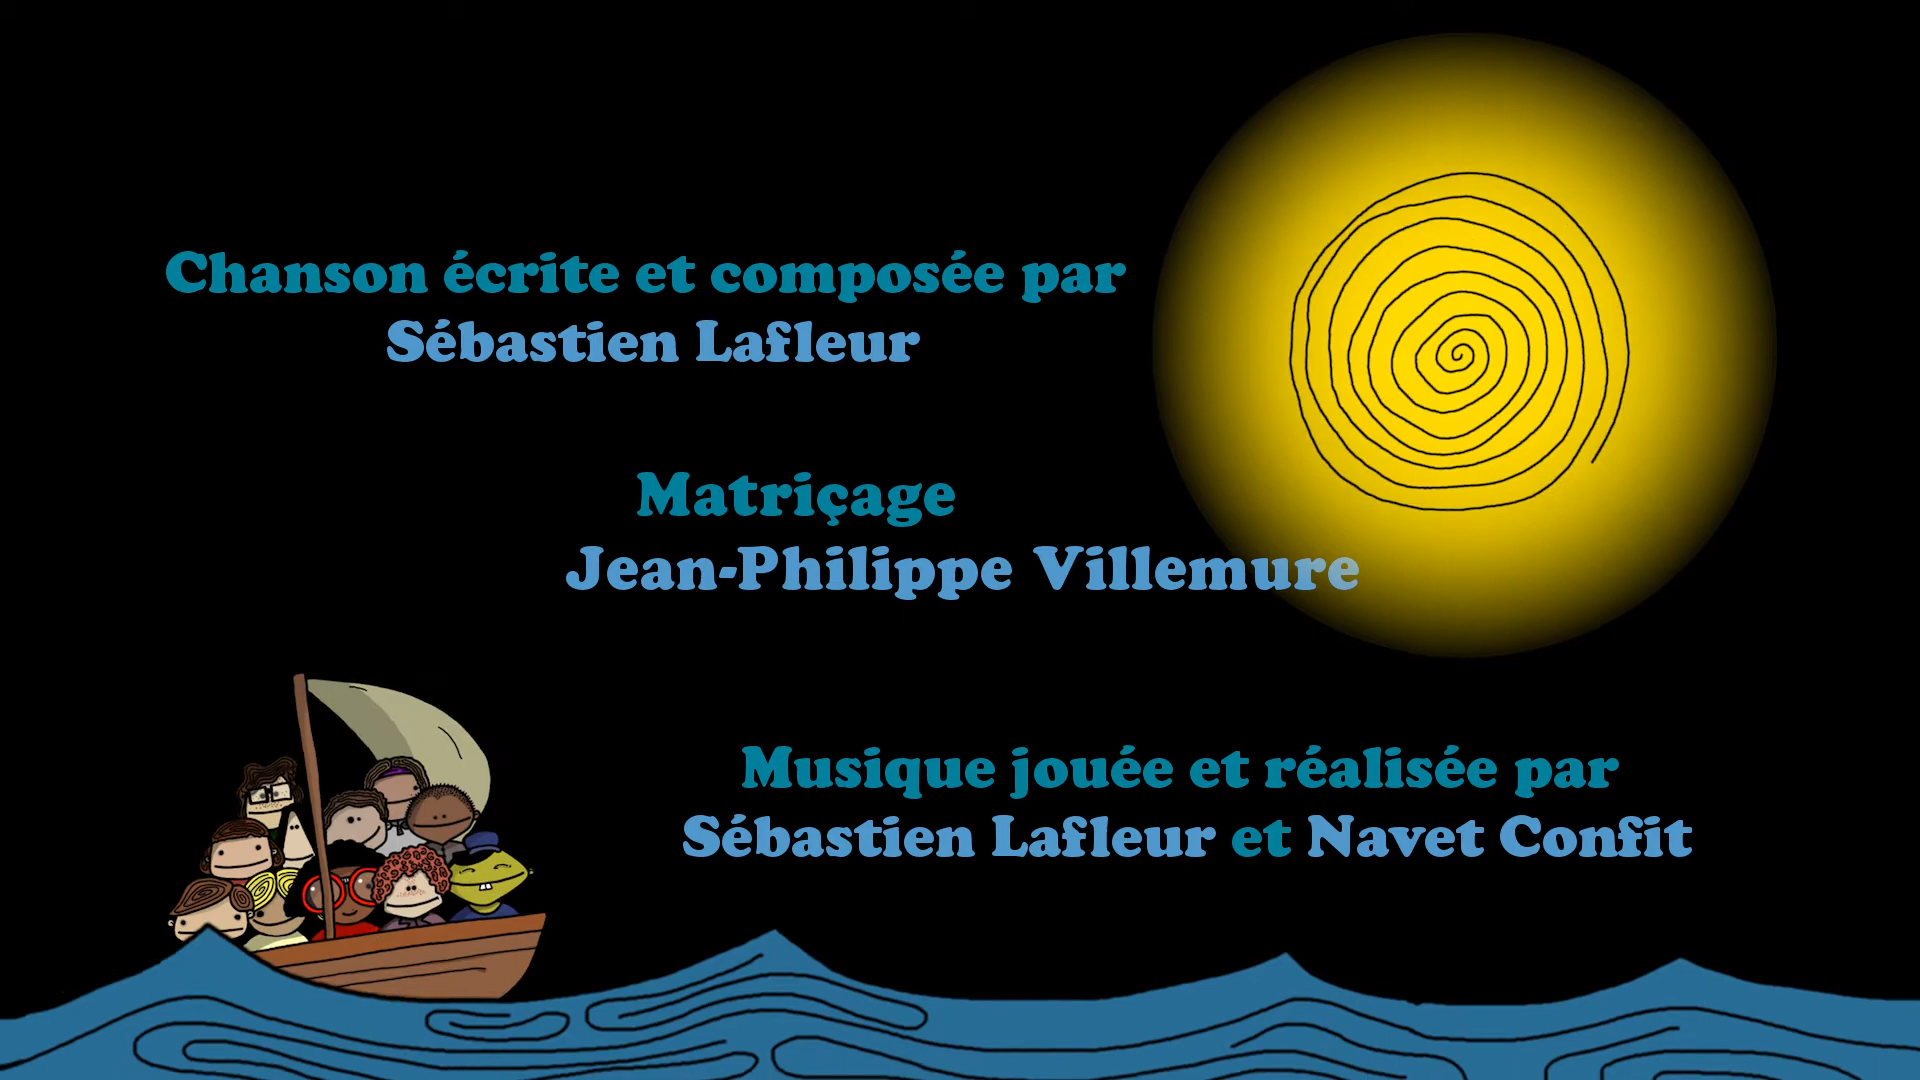 Chanson écrite et composée par
Sébastien Lafleur
Matriçage
Jean-Philippe Villemure
Musique jouée et réalisée par
Sébastien Lafleur et Navet Confit